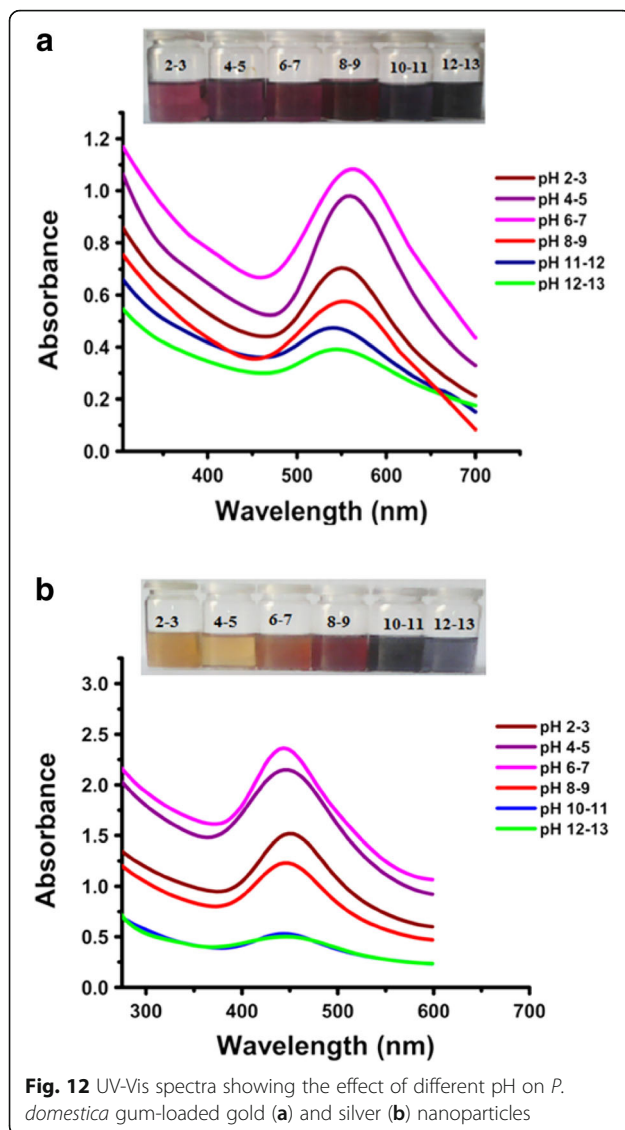 a
2-3 4-5 6-7 8-9 10-11 12-13
1.2
1.0
0.8
0.6
0.4
0.2
0.0
Absorbance
pH 2-3
pH 4-5
pH 6-7
pH 8-9
pH 11-12
pH 12-13
400 500 600 700
Wavelength (nm)
b
2-3 4-5 6-7 8-9 10-11 12-13
3.0
2.5
2.0
1.5
1.0
0.5
0.0
Absorbance
pH 2-3
pH 4-5
pH 6-7
pH 8-9
pH 10-11
pH 12-13
300 400 500 600 700
Wavelength (nm)
Fig. 12 UV-Vis spectra showing the effect of different pH on P.
domestica gum-loaded gold (a) and silver (b) nanoparticles